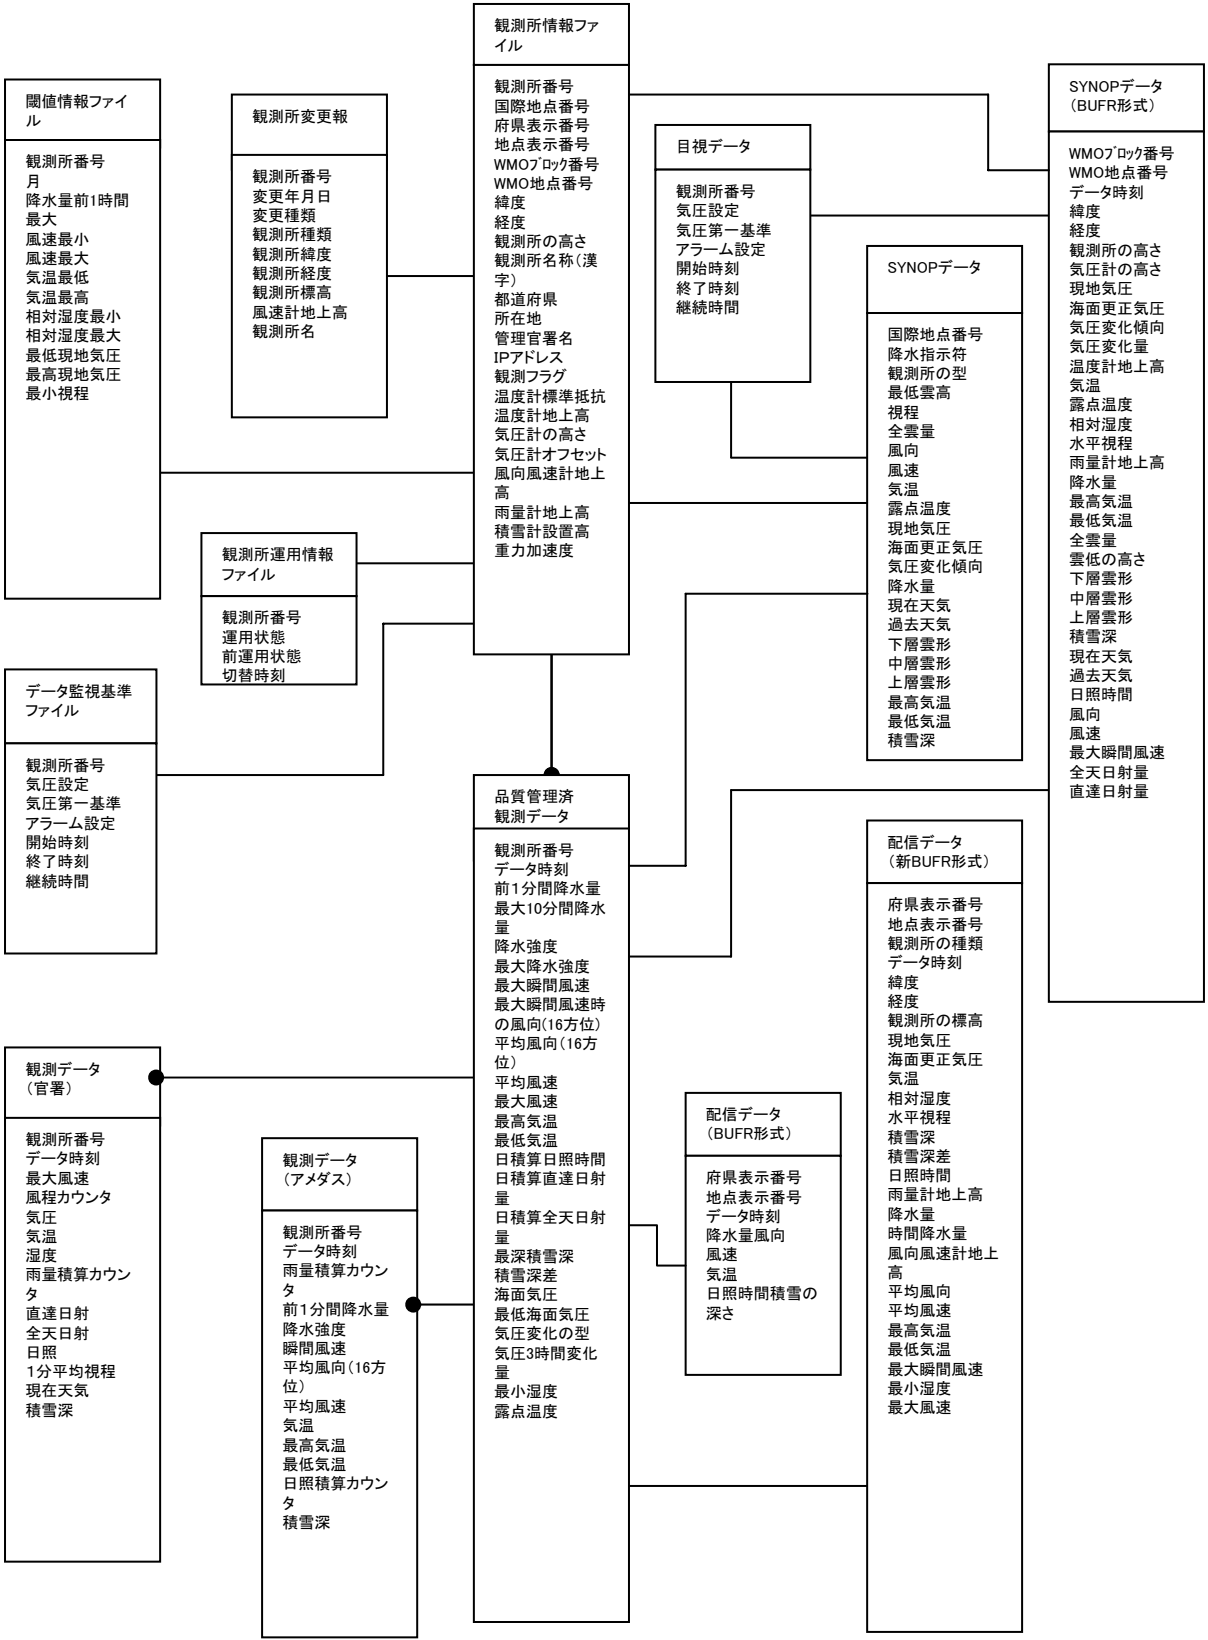 観測所情報ファ
イル
観測所番号
国際地点番号
府県表示番号
地点表示番号
WMOﾌﾞﾛｯｸ番号
WMO地点番号
緯度
経度
観測所の高さ
観測所名称(漢
字)
都道府県
所在地
管理官署名
IPアドレス
観測フラグ
温度計標準抵抗
温度計地上高
気圧計の高さ
気圧計オフセット
風向風速計地上
高
雨量計地上高
積雪計設置高
重力加速度
閾値情報ファイ
ル
観測所番号
月
降水量前1時間
最大
風速最小
風速最大
気温最低
気温最高
相対湿度最小
相対湿度最大
最低現地気圧
最高現地気圧
最小視程
観測所変更報
観測所番号
変更年月日
変更種類
観測所種類
観測所緯度
観測所経度
観測所標高
風速計地上高
観測所名
目視データ
観測所番号
気圧設定
気圧第一基準
アラーム設定
開始時刻
終了時刻
継続時間
SYNOPデータ
(BUFR形式)
WMOﾌﾞﾛｯｸ番号
WMO地点番号
データ時刻
緯度
経度
観測所の高さ
気圧計の高さ
現地気圧
海面更正気圧
気圧変化傾向
気圧変化量
温度計地上高
気温
露点温度
相対湿度
水平視程
雨量計地上高
降水量
最高気温
最低気温
全雲量
雲低の高さ
下層雲形
中層雲形
上層雲形
積雪深
現在天気
過去天気
日照時間
風向
風速
最大瞬間風速
全天日射量
直達日射量
SYNOPデータ
国際地点番号
降水指示符
観測所の型
最低雲高
視程
全雲量
風向
風速
気温
露点温度
現地気圧
海面更正気圧
気圧変化傾向
降水量
現在天気
過去天気
下層雲形
中層雲形
上層雲形
最高気温
最低気温
積雪深
観測所運用情報
ファイル
観測所番号
運用状態
前運用状態
切替時刻
データ監視基準
ファイル
観測所番号
気圧設定
気圧第一基準
アラーム設定
開始時刻
終了時刻
継続時間
品質管理済
観測データ
観測所番号
データ時刻
前1分間降水量
最大10分間降水
量
降水強度
最大降水強度
最大瞬間風速
最大瞬間風速時
の風向(16方位)
平均風向(16方
位)
平均風速
最大風速
最高気温
最低気温
日積算日照時間
日積算直達日射
量
日積算全天日射
量
最深積雪深
積雪深差
海面気圧
最低海面気圧
気圧変化の型
気圧3時間変化
量
最小湿度
露点温度
配信データ
(新BUFR形式)
府県表示番号
地点表示番号
観測所の種類
データ時刻
緯度
経度
観測所の標高
現地気圧
海面更正気圧
気温
相対湿度
水平視程
積雪深
積雪深差
日照時間
雨量計地上高
降水量
時間降水量
風向風速計地上
高
平均風向
平均風速
最高気温
最低気温
最大瞬間風速
最小湿度
最大風速
観測データ
(官署)
観測所番号
データ時刻
最大風速
風程カウンタ
気圧
気温
湿度
雨量積算カウン
タ
直達日射
全天日射
日照
1分平均視程
現在天気
積雪深
観測データ
(アメダス)
観測所番号
データ時刻
雨量積算カウン
タ
前1分間降水量
降水強度
瞬間風速
平均風向(16方
位)
平均風速
気温
最高気温
最低気温
日照積算カウン
タ
積雪深
配信データ
(BUFR形式)
府県表示番号
地点表示番号
データ時刻
降水量風向
風速
気温
日照時間積雪の
深さ